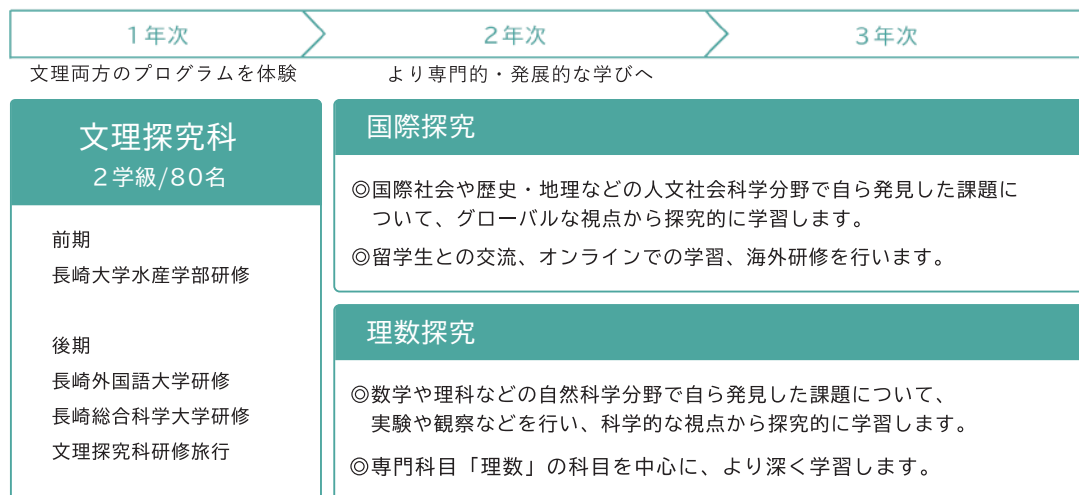 1年次
2年次
3年次
文理両方のプログラムを体験
より専門的・発展的な学びへ
文理探究科
2学級/80名
前期
長崎大学水産学部研修
後期
長崎外国語大学研修
長崎総合科学大学研修
文理探究科研修旅行
国際探究
◎国際社会や歴史・地理などの人文社会科学分野で自ら発見した課題に
ついて、グローバルな視点から探究的に学習します。
◎留学生との交流、オンラインでの学習、海外研修を行います。
理数探究
◎数学や理科などの自然科学分野で自ら発見した課題について、
実験や観察などを行い、科学的な視点から探究的に学習します。
◎専門科目「理数」の科目を中心に、より深く学習します。